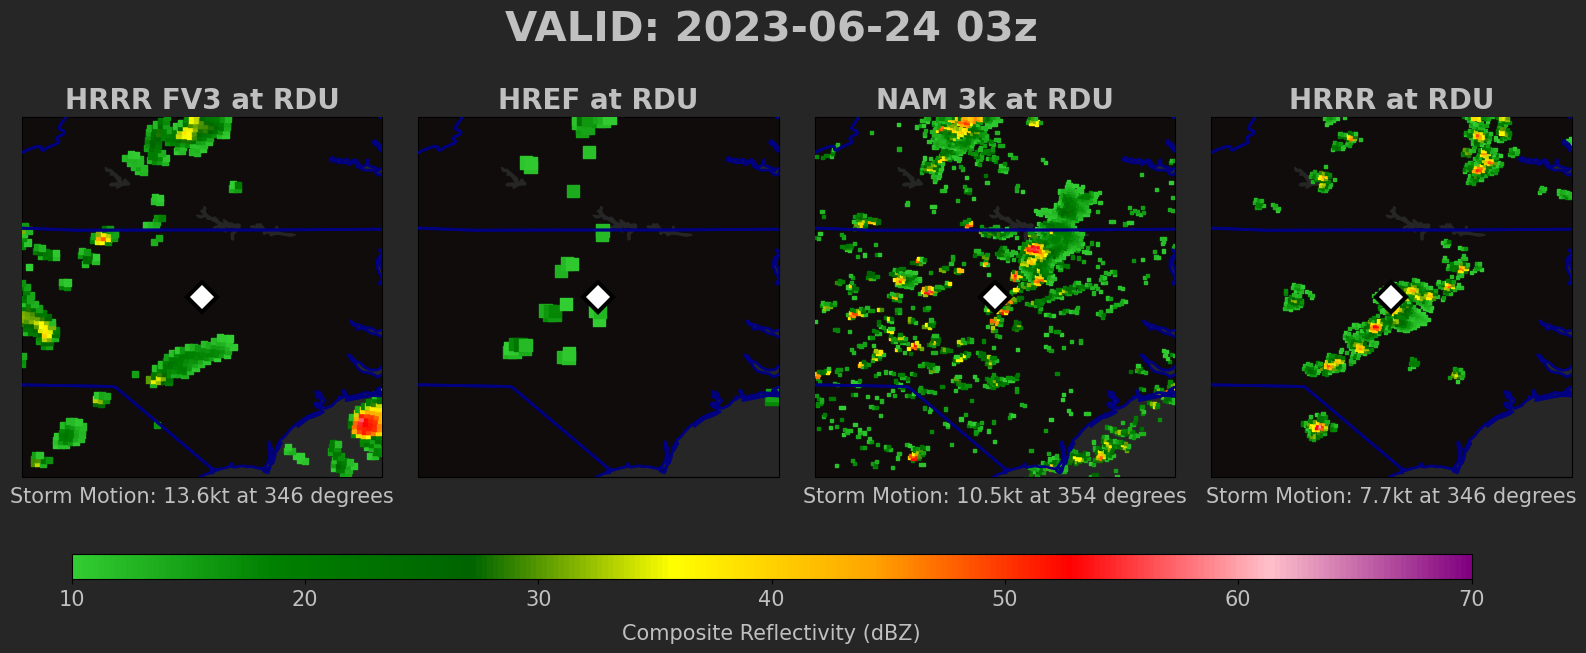 VALID: 2023-06-24 03z
HRRR FV3 at RDU
HREF at RDU
NAM 3k at RDU
HRRR at RDU
Storm Motion: 13.6kt at 346 degrees
Storm Motion: 10.5kt at 354 degrees
Storm Motion: 7.7kt at 346 degrees
10 20 30 40 50 60 70
Composite Reflectivity (dBZ)